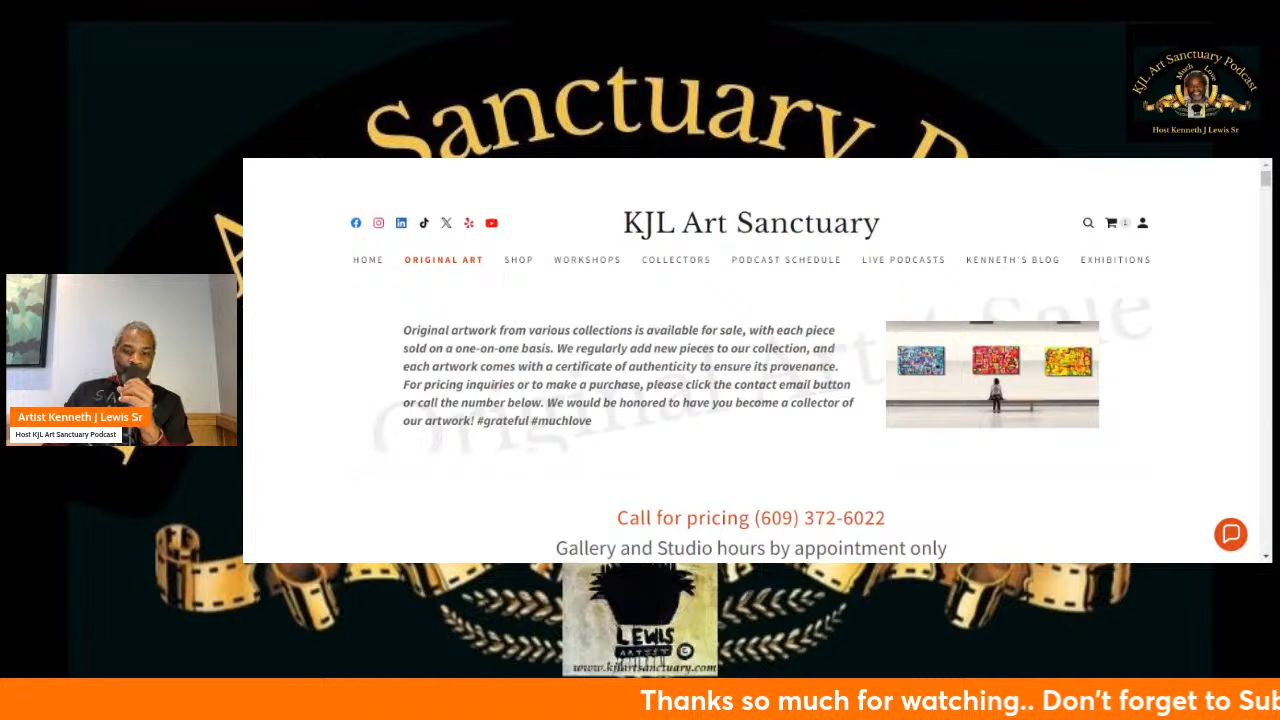 Sanctuary P
A
KJL Art Sanctuary Podcast
Much Love
Host Kenneth J Lewis Sr
KJL Art Sanctuary
1
HOME ORIGINAL ART SHOP WORKSHOPS COLLECTORS PODCAST SCHEDULE LIVE PODCASTS KENNETH'S BLOG EXHIBITIONS
Original Art 4 Sale
Original artwork from various collections is available for sale, with each piece
sold on a one-on-one basis. We regularly add new pieces to our collection, and
each artwork comes with a certificate of authenticity to ensure its provenance.
For pricing inquiries or to make a purchase, please click the contact email button
or call the number below. We would be honored to have you become a collector of
our artwork! #grateful #muchlove
Call for pricing (609) 372-6022
Gallery and Studio hours by appointment only
Artist Kenneth J Lewis Sr
Host KJL Art Sanctuary Podcast
LEWIS
ARTIST
www.kjlartsanctuary.com
Thanks so much for watching.. Don't forget to Sub